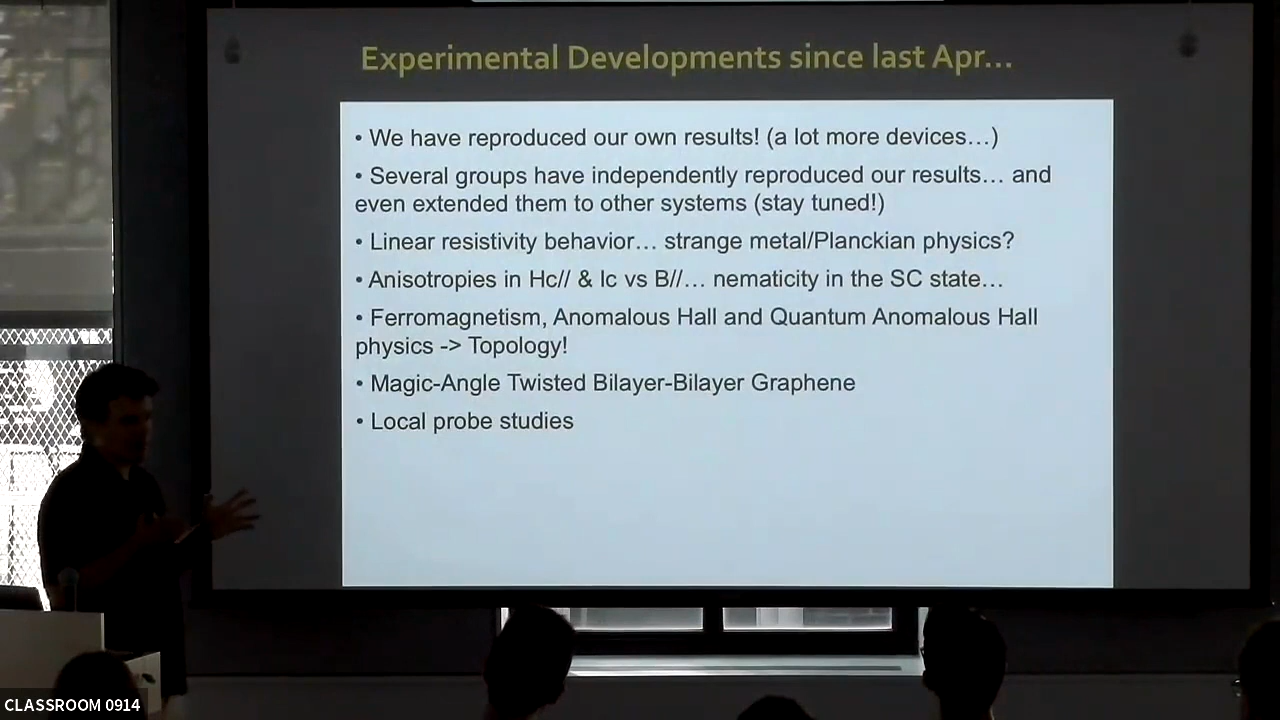 Experimental Developments since last Apr…
• We have reproduced our own results! (a lot more devices…)
• Several groups have independently reproduced our results… and
even extended them to other systems (stay tuned!)
• Linear resistivity behavior… strange metal/Planckian physics?
• Anisotropies in Hc// & Ic vs B//… nematicity in the SC state…
• Ferromagnetism, Anomalous Hall and Quantum Anomalous Hall
physics -> Topology!
• Magic-Angle Twisted Bilayer-Bilayer Graphene
• Local probe studies
CLASSROOM 0914